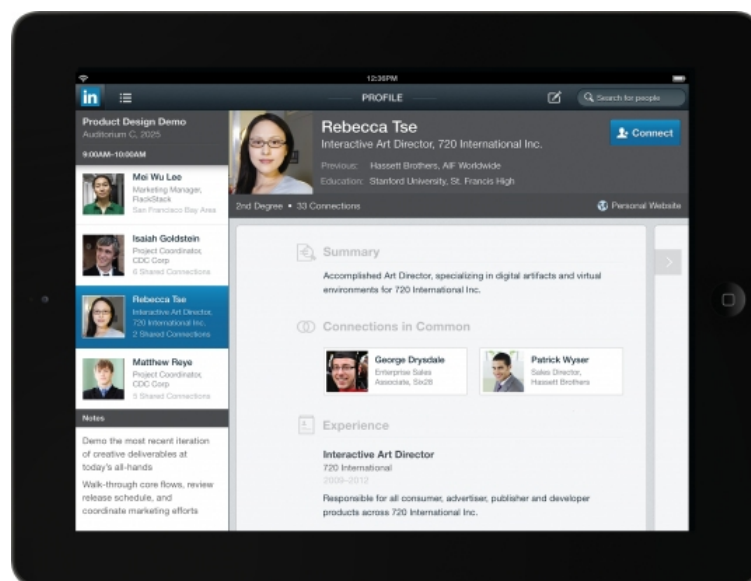 12:36PM
in
PROFILE
Search for people
Product Design Demo
Auditorium C, 2025
9:00AM–10:00AM
Mei Wu Lee
Marketing Manager,
RackStack
San Francisco Bay Area
Isaiah Goldstein
Project Coordinator,
CDC Corp
6 Shared Connections
Rebecca Tse
Interactive Art Director,
720 International Inc.
2 Shared Connections
Matthew Reye
Project Coordinator,
CDC Corp
5 Shared Connections
Notes
Demo the most recent iteration
of creative deliverables at
today's all-hands
Walk-through core flows, review
release schedule, and
coordinate marketing efforts
Rebecca Tse
Interactive Art Director, 720 International Inc.
Previous: Hassett Brothers, AIF Worldwide
Education: Stanford University, St. Francis High
Connect
2nd Degree • 33 Connections
Personal Website
Summary
Accomplished Art Director, specializing in digital artifacts and virtual
environments for 720 International Inc.
Connections in Common
George Drysdale
Enterprise Sales
Associate, Six28
Patrick Wyser
Sales Director,
Hassett Brothers
Experience
Interactive Art Director
720 International
2009–2012
Responsible for all consumer, advertiser, publisher and developer
products across 720 International Inc.